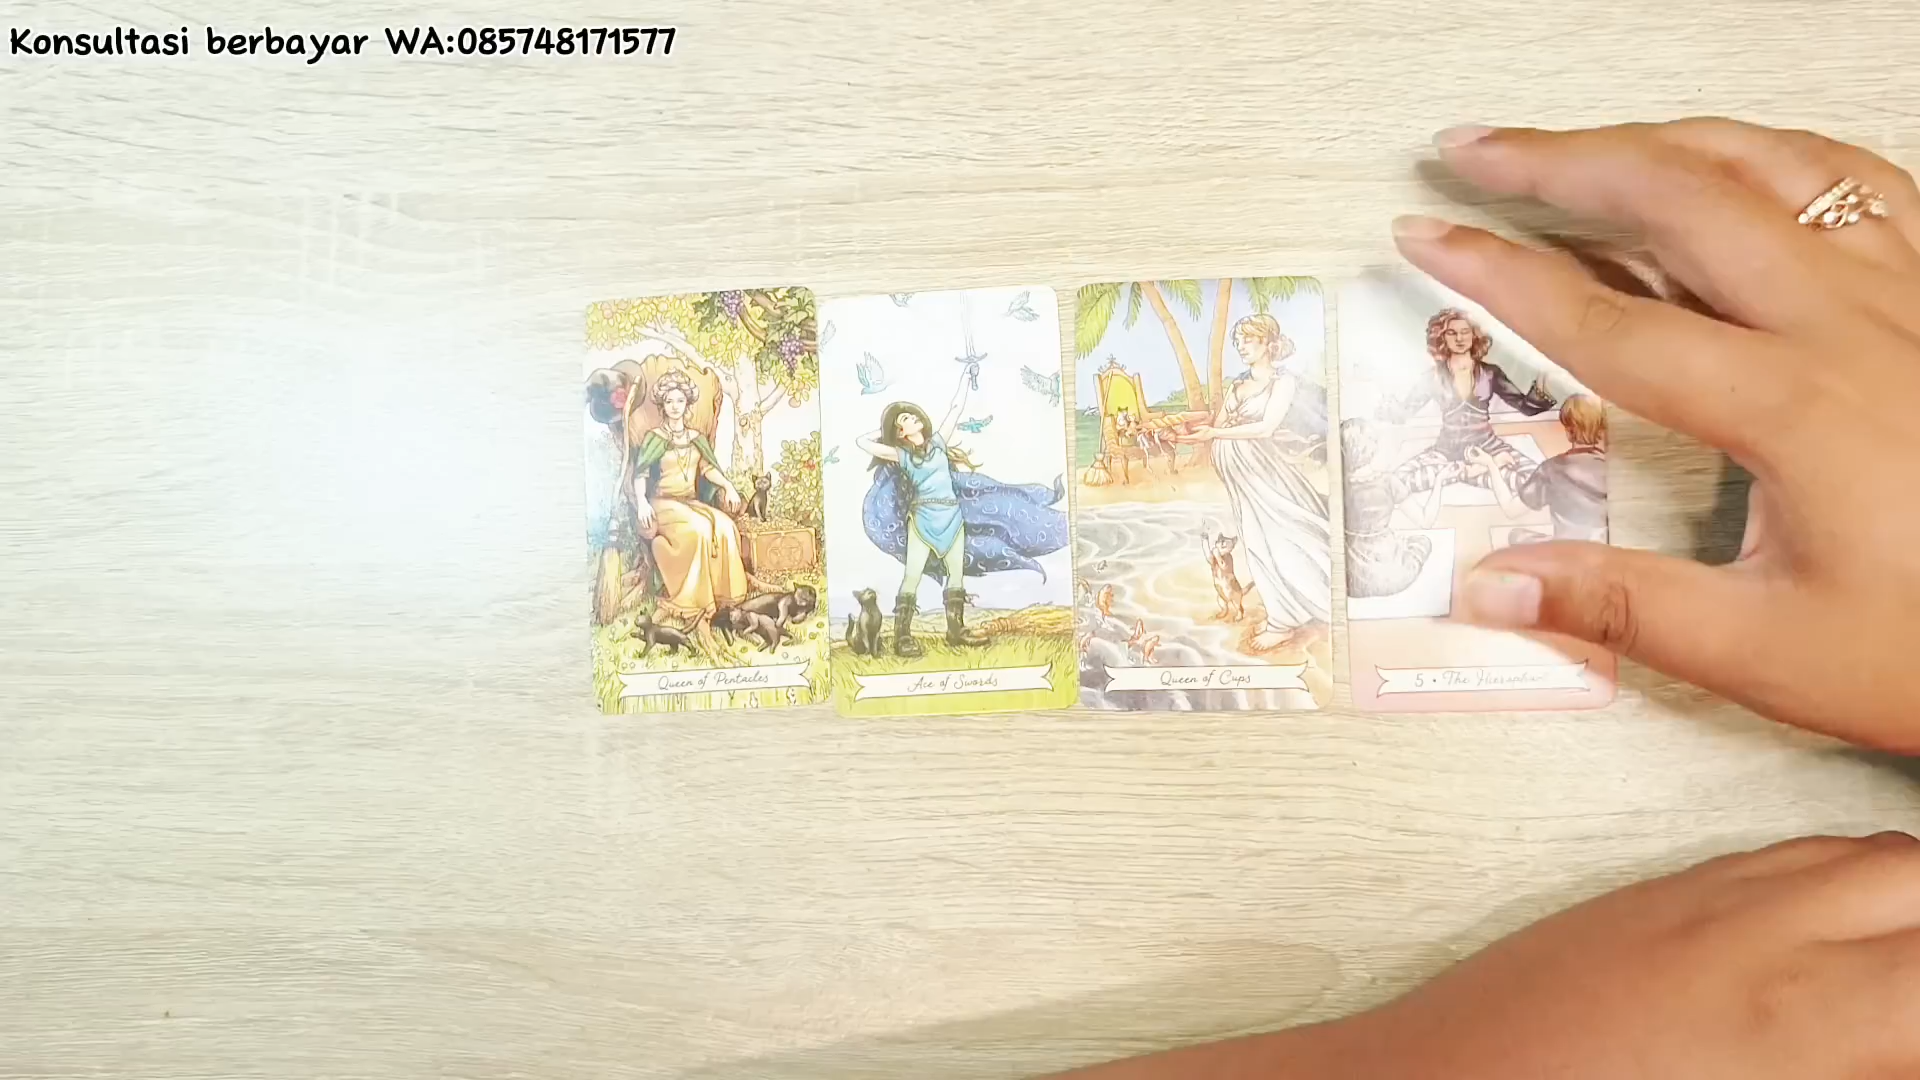 Konsultasi berbayar WA:085748171577
Queen of Pentacles
Ace of Swords
Queen of Cups
5 • The Hierophant